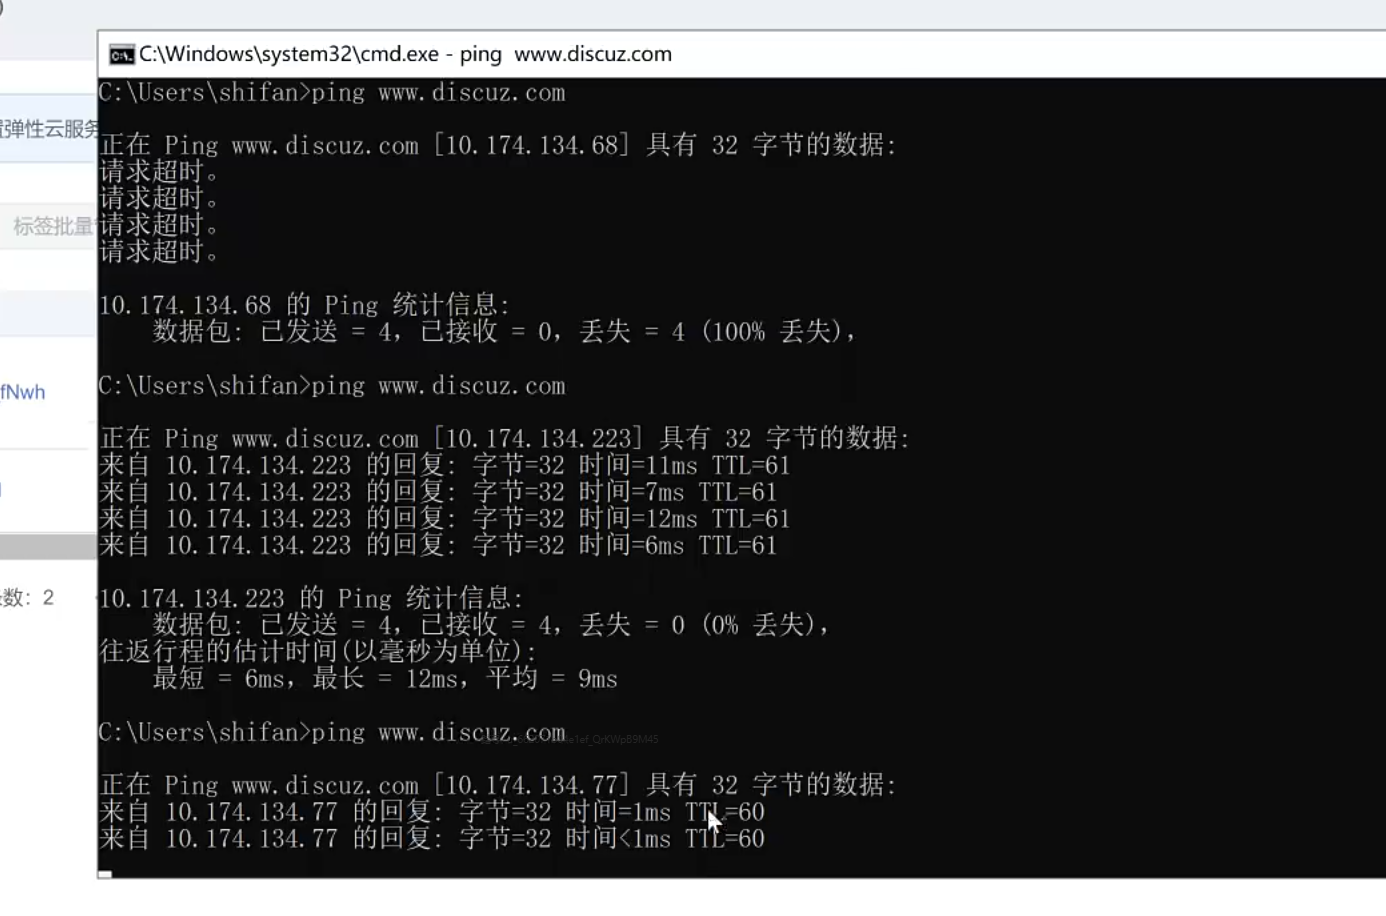 C:\Windows\system32\cmd.exe - ping  www.discuz.com
C:\Users\shifan>ping www.discuz.com
弹性云服务
正在 Ping www.discuz.com [10.174.134.68] 具有 32 字节的数据:
请求超时。
请求超时。
标签批量
请求超时。
请求超时。
10.174.134.68 的 Ping 统计信息:
数据包: 已发送 = 4, 已接收 = 0, 丢失 = 4 (100% 丢失),
C:\Users\shifan>ping www.discuz.com
fNwh
正在 Ping www.discuz.com [10.174.134.223] 具有 32 字节的数据:
来自 10.174.134.223 的回复: 字节=32 时间=11ms TTL=61
来自 10.174.134.223 的回复: 字节=32 时间=7ms TTL=61
来自 10.174.134.223 的回复: 字节=32 时间=12ms TTL=61
来自 10.174.134.223 的回复: 字节=32 时间=6ms TTL=61
数: 2
10.174.134.223 的 Ping 统计信息:
数据包: 已发送 = 4, 已接收 = 4, 丢失 = 0 (0% 丢失),
往返行程的估计时间(以毫秒为单位):
最短 = 6ms, 最长 = 12ms, 平均 = 9ms
C:\Users\shifan>ping www.discuz.com
正在 Ping www.discuz.com [10.174.134.77] 具有 32 字节的数据:
来自 10.174.134.77 的回复: 字节=32 时间=1ms TTL=60
来自 10.174.134.77 的回复: 字节=32 时间<1ms TTL=60